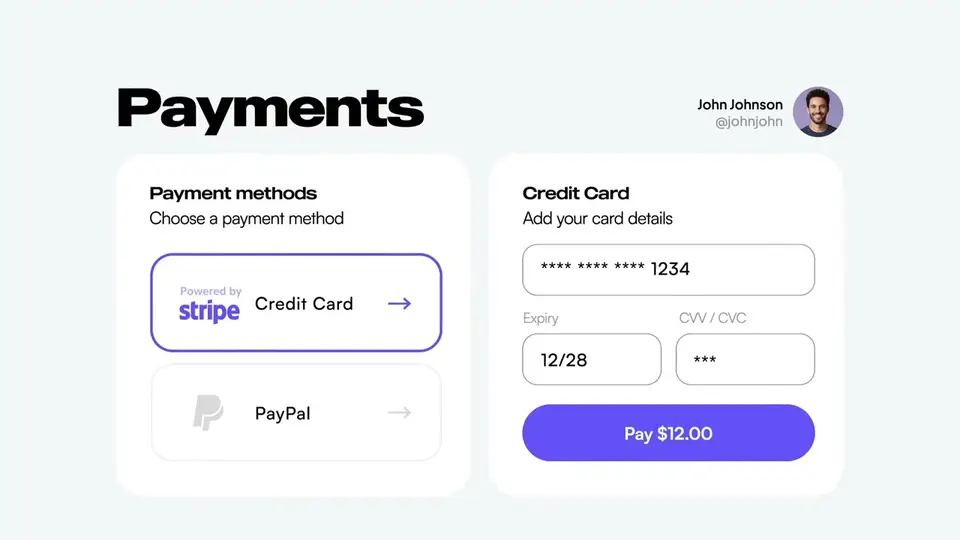 Payments
John Johnson
@johnjohn
Payment methods
Choose a payment method
Powered by
stripe
Credit Card
PayPal
Credit Card
Add your card details
**** **** **** 1234
Expiry
CVV / CVC
12/28
***
Pay $12.00